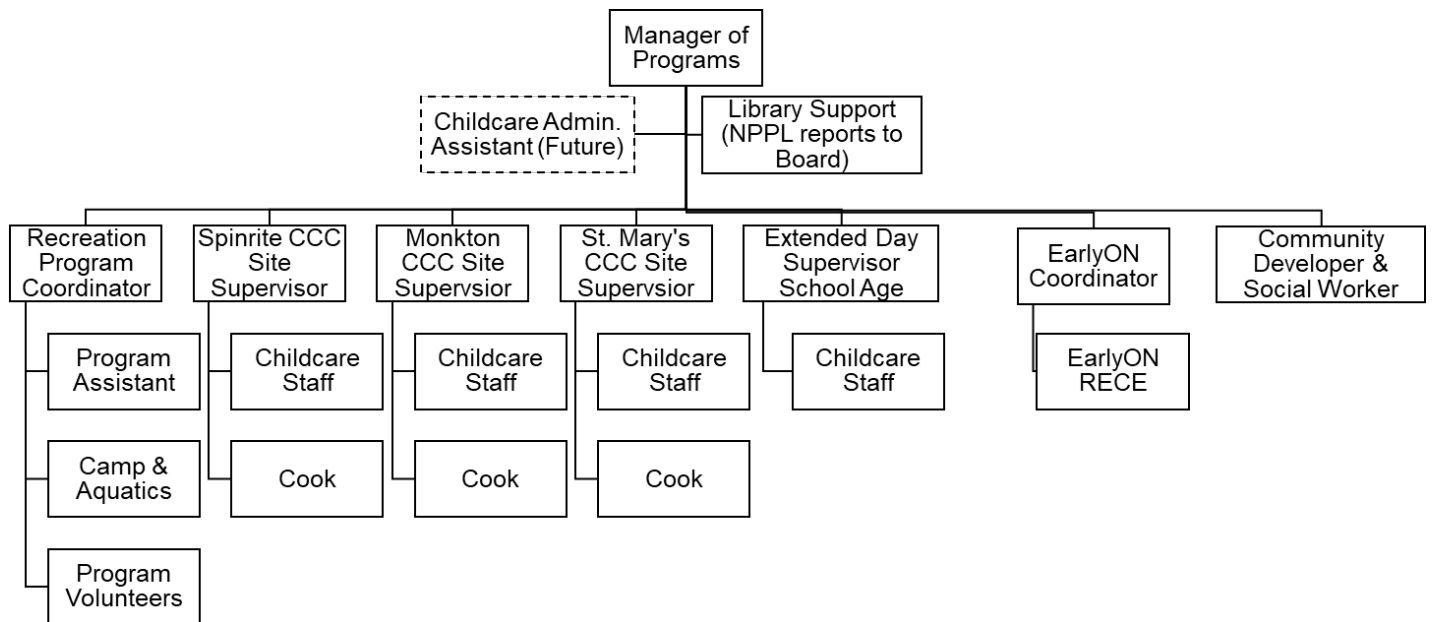 Manager of
Programs
Childcare Admin.
Assistant (Future)
Library Support
(NPPL reports to
Board)
Recreation
Program
Coordinator
Spinrite CCC
Site
Supervisor
Monkton
CCC Site
Supervsior
St. Mary's
CCC Site
Supervsior
Extended Day
Supervisor
School Age
EarlyON
Coordinator
Community
Developer &
Social Worker
Program
Assistant
Childcare
Staff
Childcare
Staff
Childcare
Staff
Childcare
Staff
EarlyON
RECE
Camp &
Aquatics
Cook
Cook
Cook
Program
Volunteers